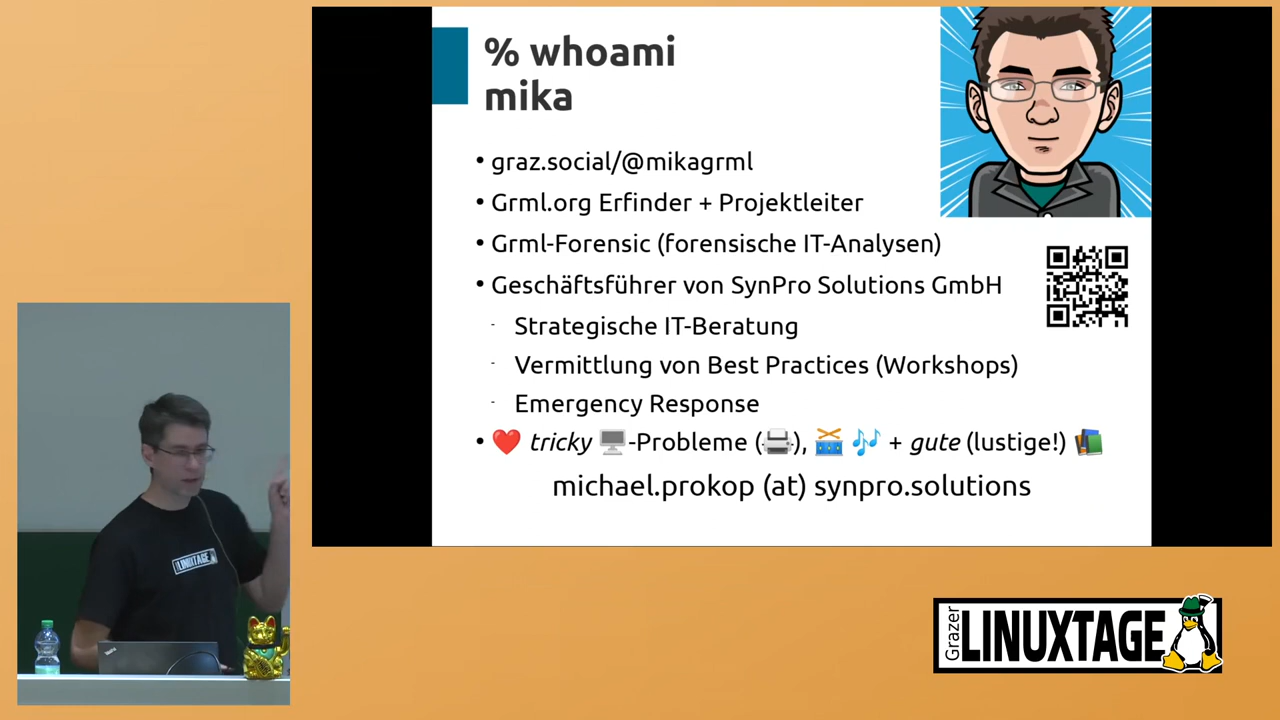 % whoami
mika
• graz.social/@mikagrml
• Grml.org Erfinder + Projektleiter
• Grml-Forensic (forensische IT-Analysen)
• Geschäftsführer von SynPro Solutions GmbH
- Strategische IT-Beratung
- Vermittlung von Best Practices (Workshops)
- Emergency Response
• ❤️ tricky 🖥️-Probleme (🖨️), 🥁 🎶 + gute (lustige!) 📚
michael.prokop (at) synpro.solutions
LINUXTAGE
Grazer
LINUXTAGE